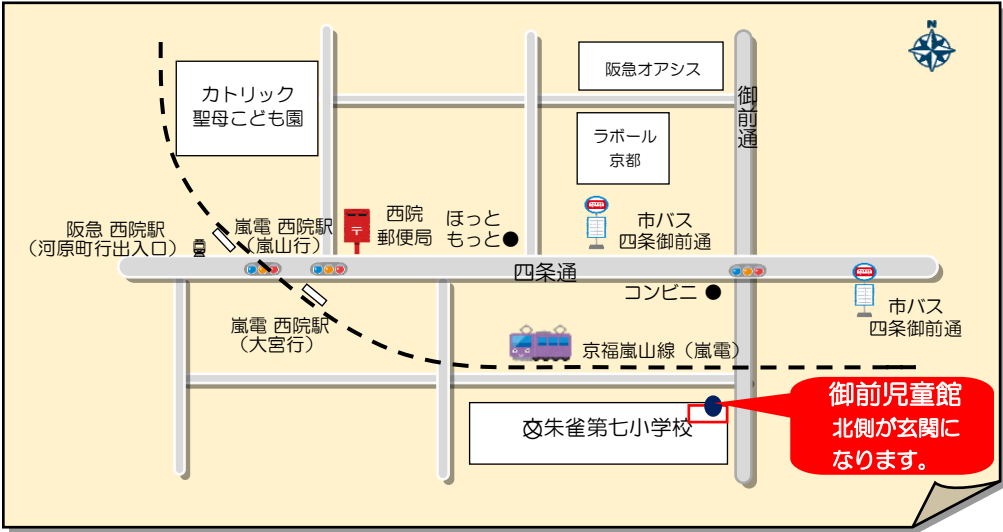 N
阪急オアシス
カトリック
聖母こども園
御前通
ラボール
京都
阪急 西院駅
（河原町行出入口）
嵐電 西院駅
（嵐山行）
〒
西院
郵便局
ほっと
もっと●
市バス
四条御前通
四条通
コンビニ ●
市バス
四条御前通
嵐電 西院駅
（大宮行）
京福嵐山線（嵐電）
御前児童館
北側が玄関に
なります。
文朱雀第七小学校